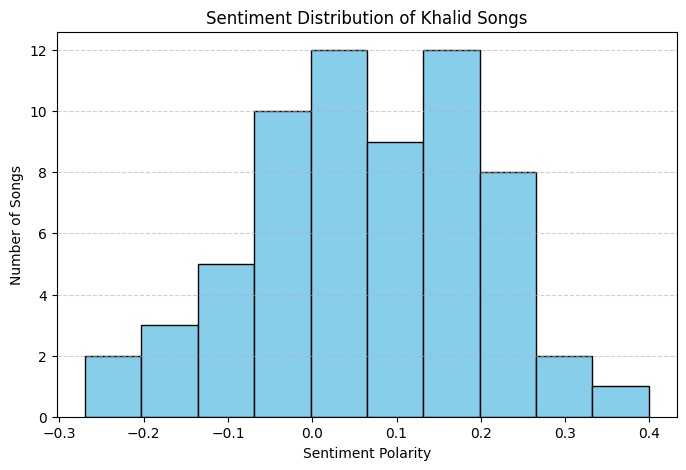 Sentiment Distribution of Khalid Songs
12
10
8
6
4
2
0
Number of Songs
−0.3 −0.2 −0.1 0.0 0.1 0.2 0.3 0.4
Sentiment Polarity